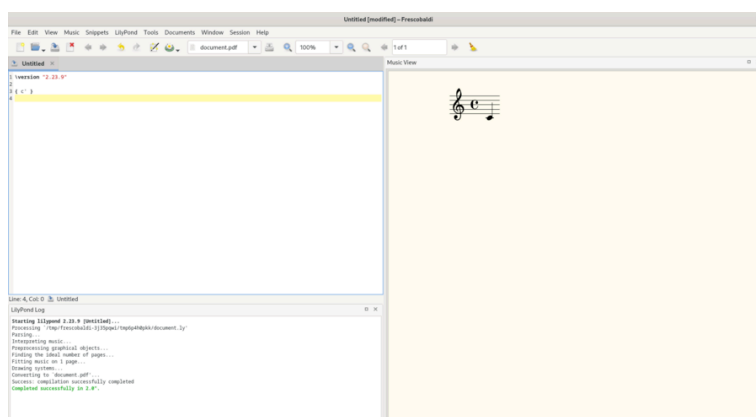 Untitled [modified] – Frescobaldi
File Edit View Music Snippets LilyPond Tools Documents Window Session Help
document.pdf 100% 1 of 1
Untitled ×
Music View
1 \version "2.23.9"
2
3 { c' }
4
Line: 4, Col: 0 Untitled
LilyPond Log
Starting lilypond 2.23.9 [Untitled]...
Parsing...
Interpreting music...
Preprocessing graphical objects...
Finding the ideal number of pages...
Fitting music on 1 page...
Drawing systems...
Converting to `document.pdf'...
Success: compilation successfully completed
Completed successfully in 1.0".